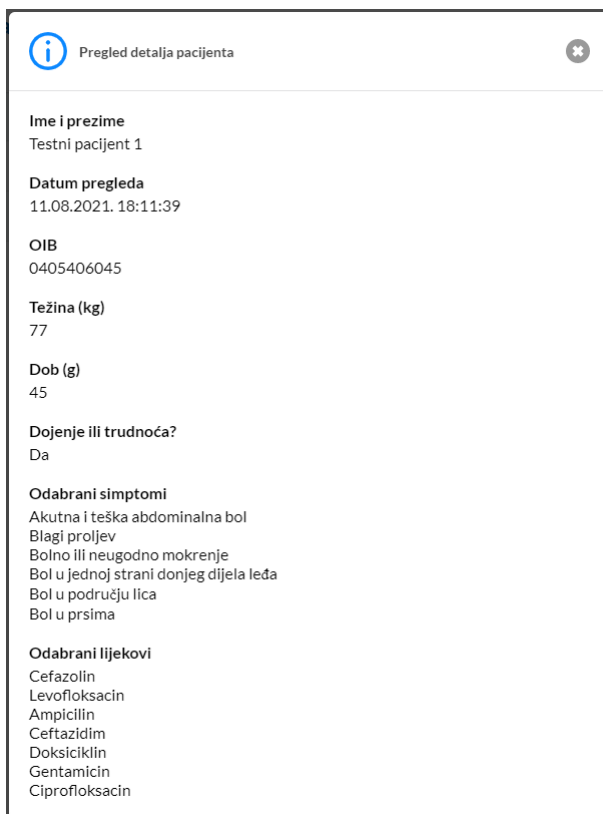 Pregled detalja pacijenta
Ime i prezime
Testni pacijent 1
Datum pregleda
11.08.2021. 18:11:39
OIB
0405406045
Težina (kg)
77
Dob (g)
45
Dojenje ili trudnoća?
Da
Odabrani simptomi
Akutna i teška abdominalna bol
Blagi proljev
Bolno ili neugodno mokrenje
Bol u jednoj strani donjeg dijela leđa
Bol u području lica
Bol u prsima
Odabrani lijekovi
Cefazolin
Levofloksacin
Ampicilin
Ceftazidim
Doksiciklin
Gentamicin
Ciprofloksacin